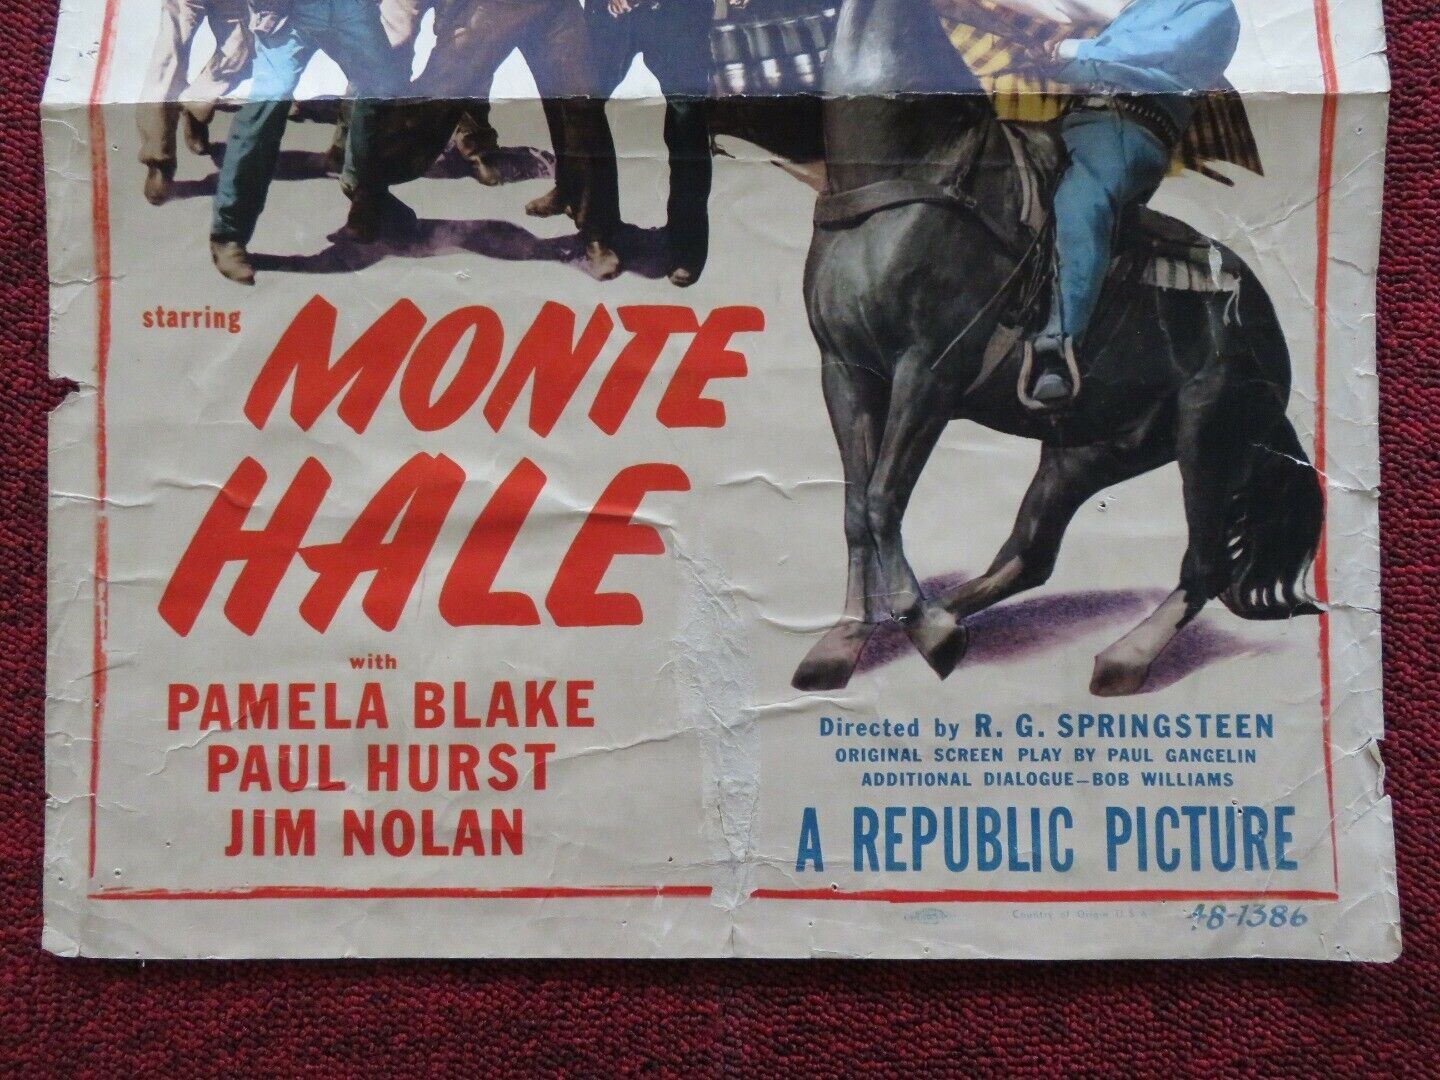 starring
MONTE
HALE
with
PAMELA BLAKE
PAUL HURST
JIM NOLAN
Directed by R. G. SPRINGSTEEN
ORIGINAL SCREEN PLAY BY PAUL GANGELIN
ADDITIONAL DIALOGUE—BOB WILLIAMS
A REPUBLIC PICTURE
Country of Origin U.S.A.
48-1386